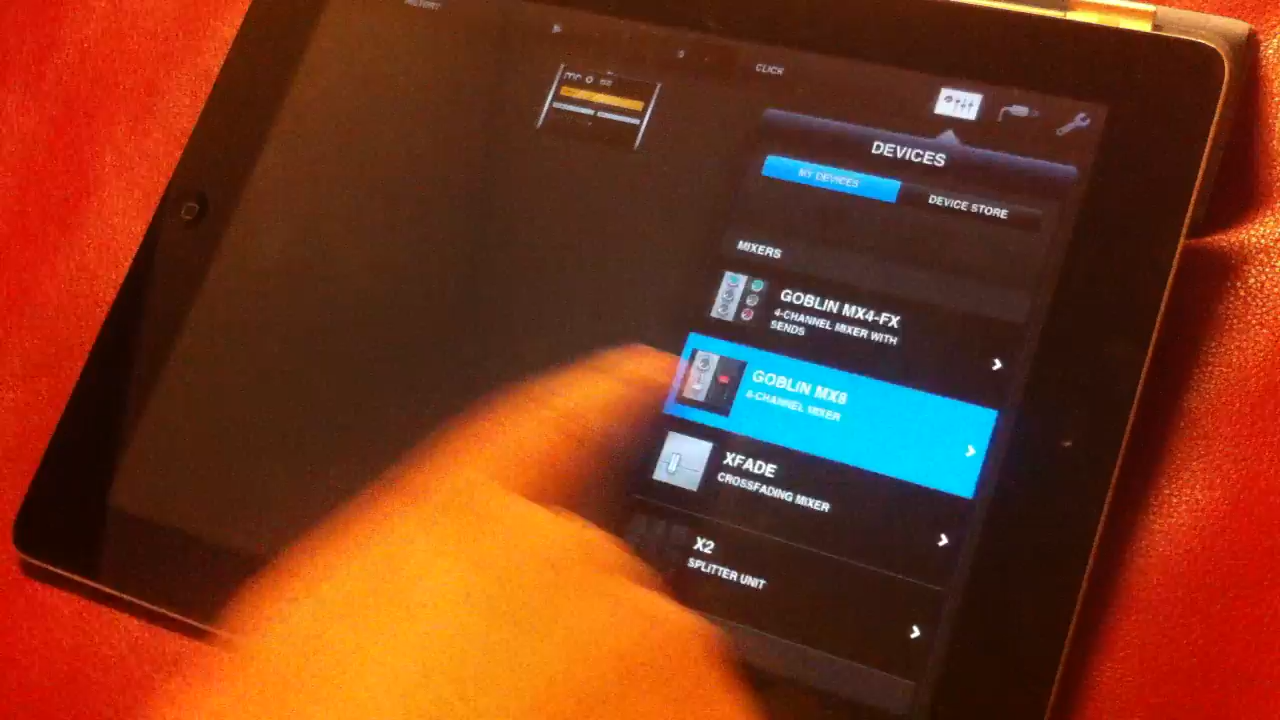 CLICK
DEVICES
MY DEVICES
DEVICE STORE
MIXERS
GOBLIN MX4-FX
4-CHANNEL MIXER WITH
SENDS
GOBLIN MX8
8-CHANNEL MIXER
XFADE
CROSSFADING MIXER
X2
SPLITTER UNIT